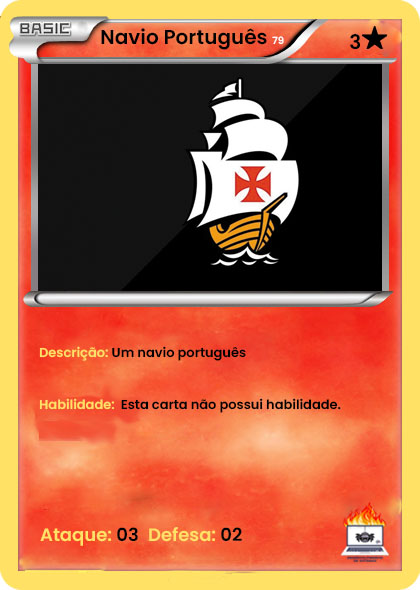 BASIC
Navio Português 79
3★
Descrição: Um navio português
Habilidade: Esta carta não possui habilidade.
Ataque: 03 Defesa: 02